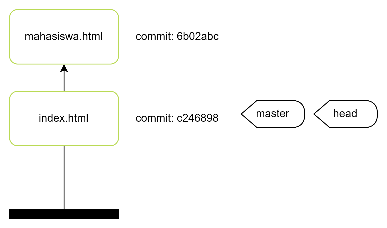 mahasiswa.html
commit: 6b02abc
index.html
commit: c246898
master
head